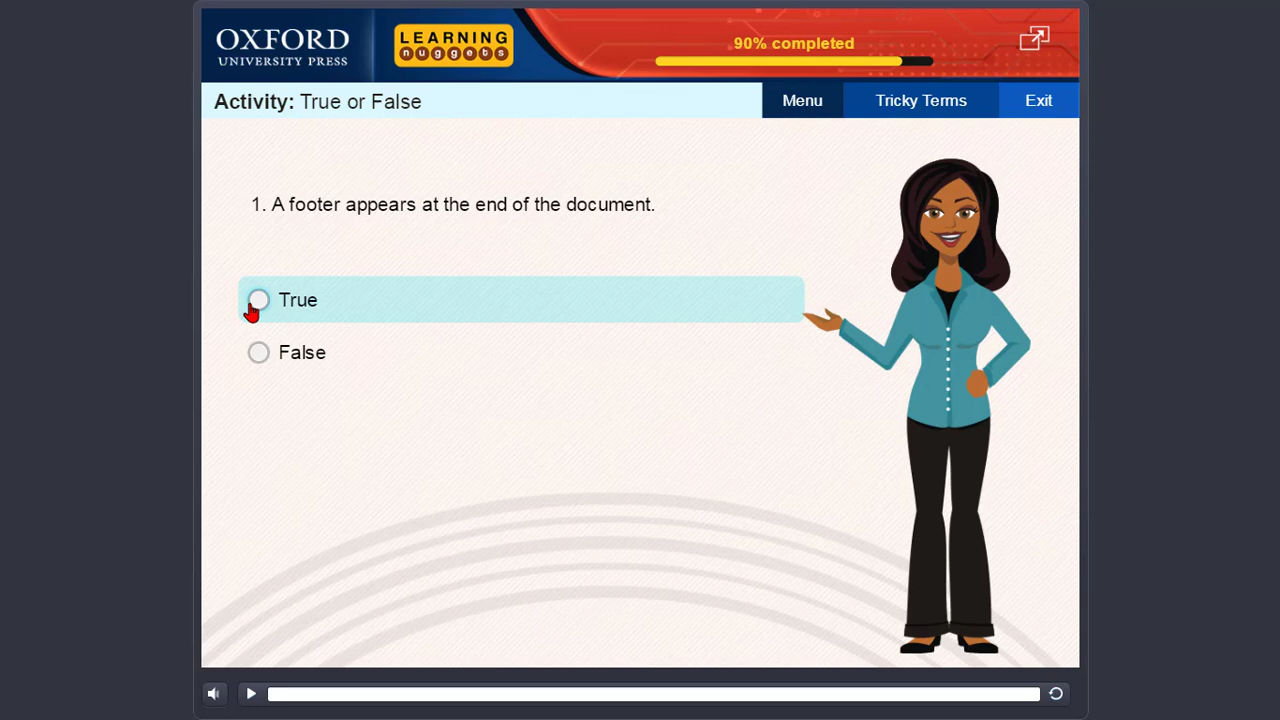 OXFORD
UNIVERSITY PRESS
LEARNING
nuggets
90% completed
Activity: True or False
Menu
Tricky Terms
Exit
1. A footer appears at the end of the document.
True
False